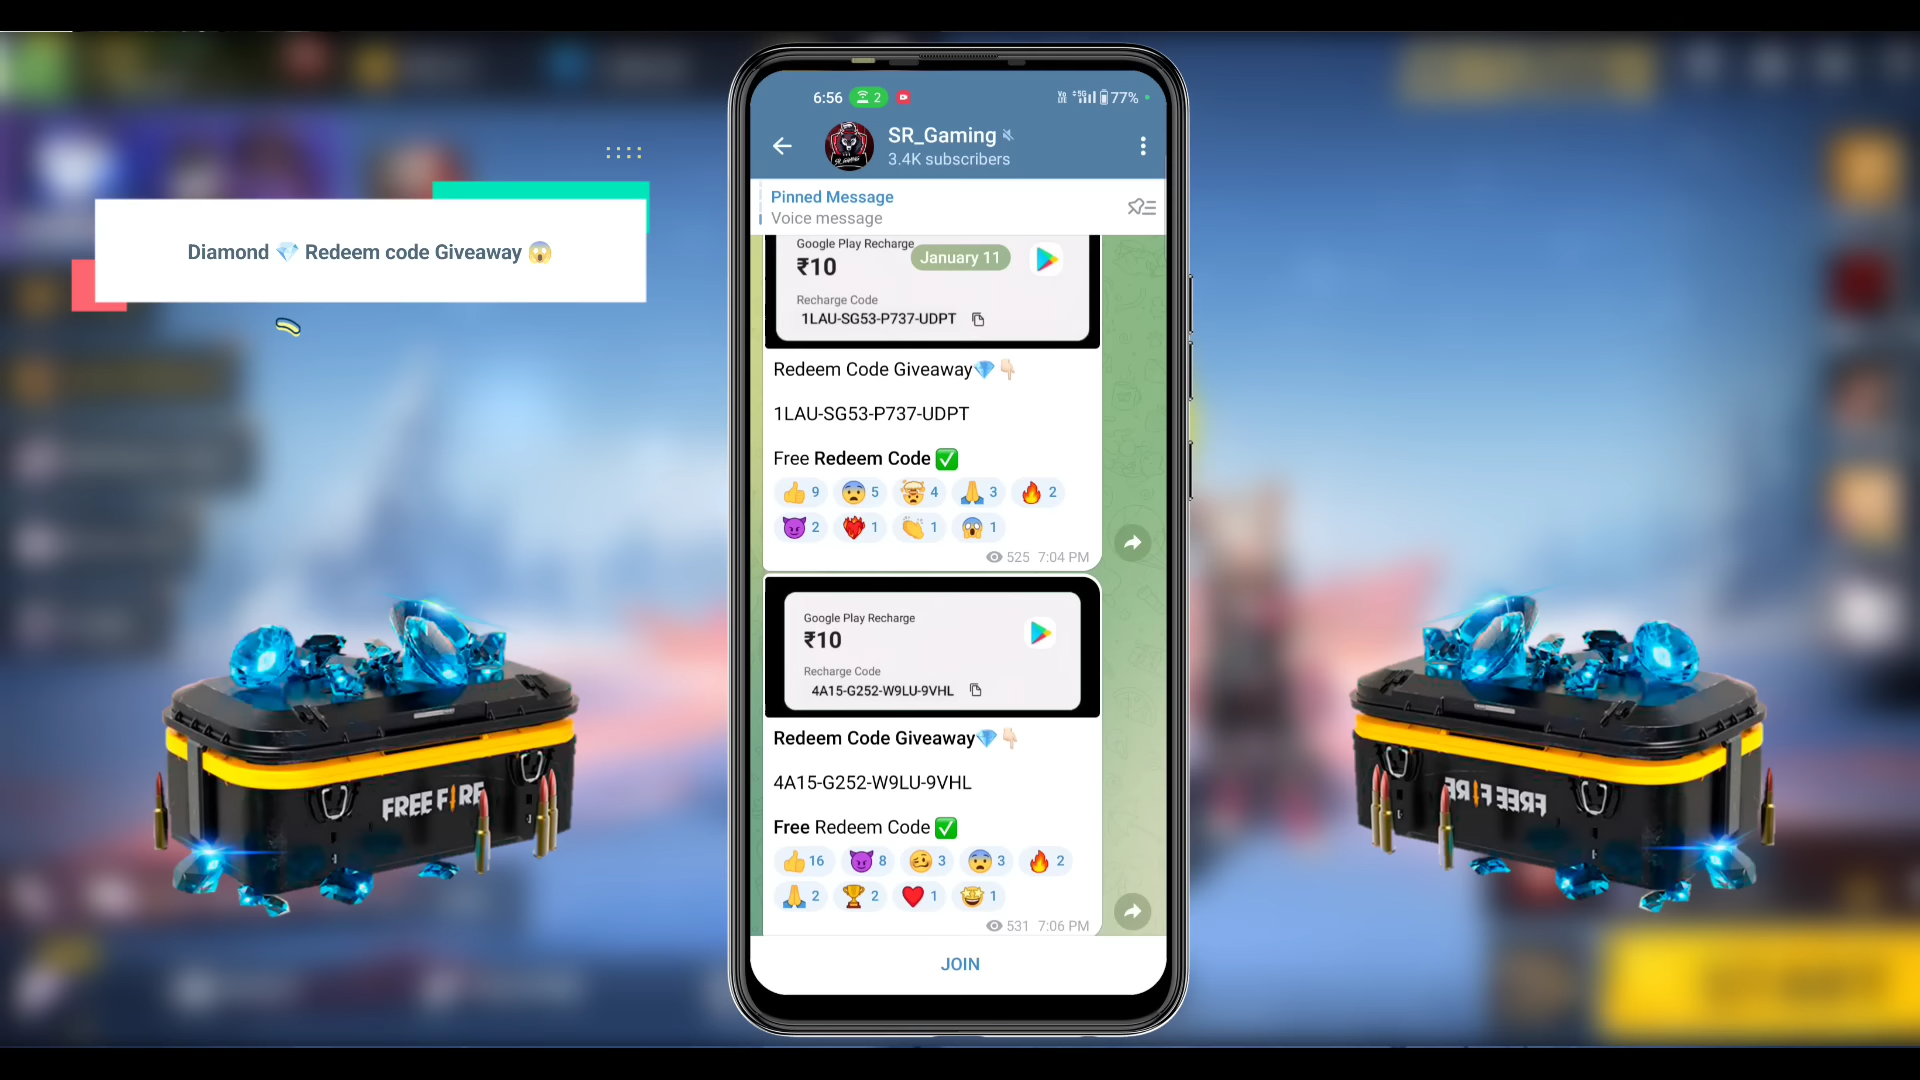 Diamond 💎 Redeem code Giveaway 😱
6:56 2 77%
SR_Gaming
3.4K subscribers
Pinned Message
Voice message
Google Play Recharge
January 11
₹10
Recharge Code
1LAU-SG53-P737-UDPT
Redeem Code Giveaway💎👇🏻
1LAU-SG53-P737-UDPT
Free Redeem Code ✅
👍 9 😨 5 🤯 4 🙏 3 🔥 2
😈 2 ❤️‍🔥 1 👏 1 😱 1
525 7:04 PM
Google Play Recharge
₹10
Recharge Code
4A15-G252-W9LU-9VHL
Redeem Code Giveaway💎👇🏻
4A15-G252-W9LU-9VHL
Free Redeem Code ✅
👍 16 😈 8 🥴 3 😨 3 🔥 2
🙏 2 🏆 2 ❤️ 1 🤩 1
531 7:06 PM
JOIN
FREE FIRE
FREE FIRE